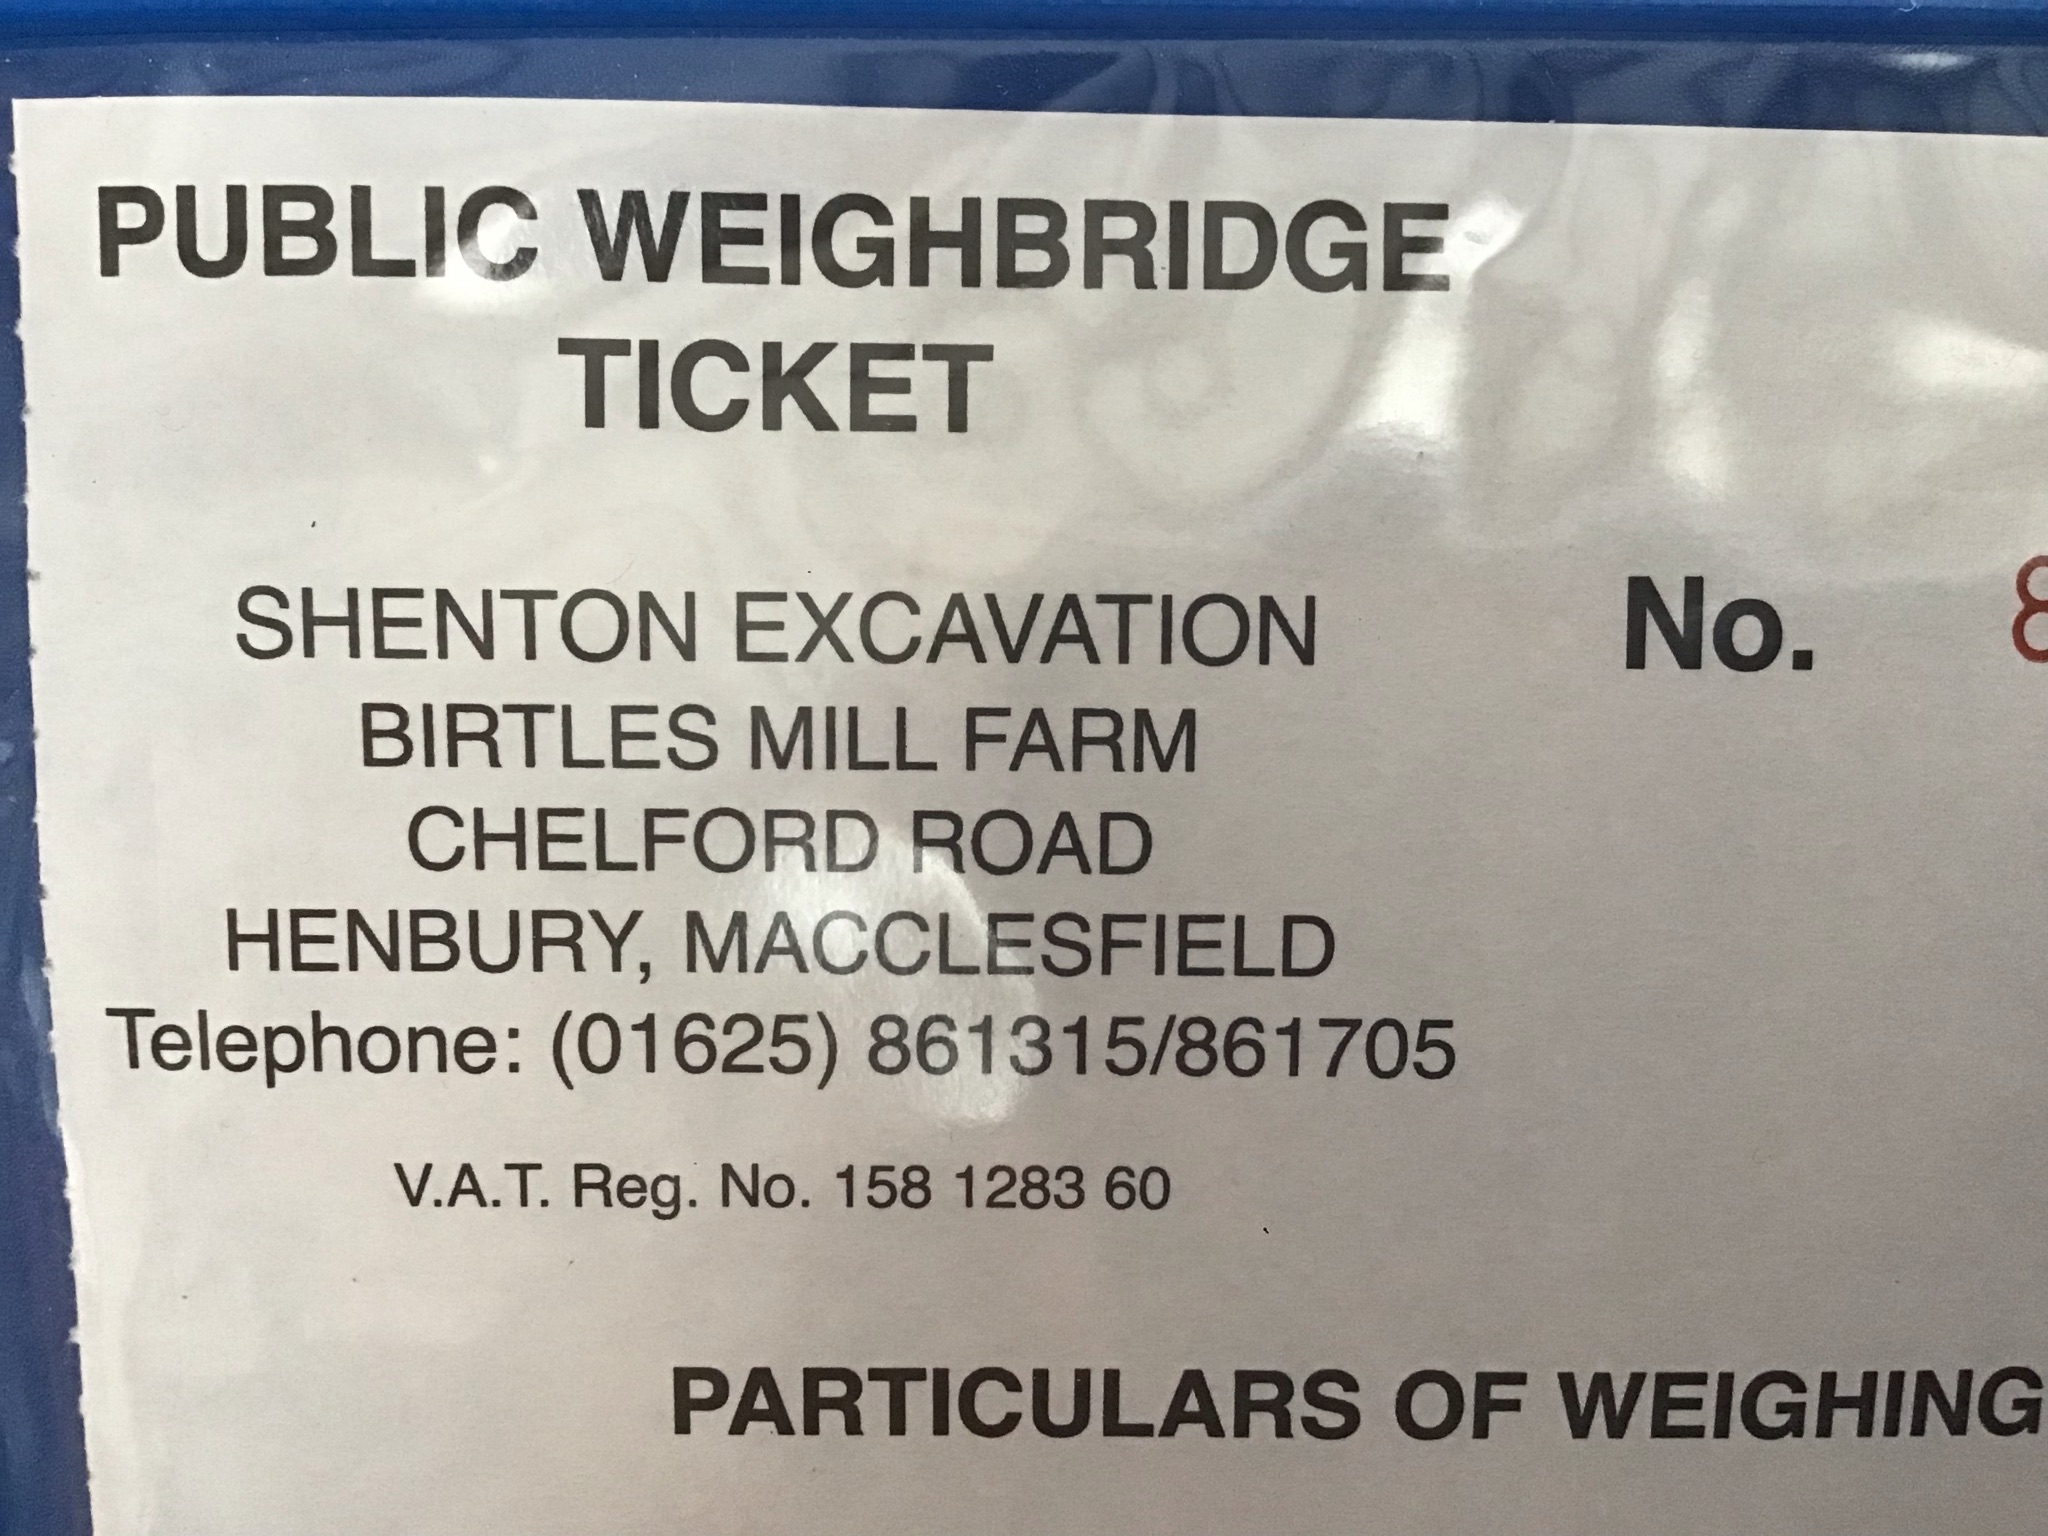 PUBLIC WEIGHBRIDGE
TICKET
SHENTON EXCAVATION
No.
BIRTLES MILL FARM
CHELFORD ROAD
HENBURY, MACCLESFIELD
Telephone: (01625) 861315/861705
V.A.T. Reg. No. 158 1283 60
PARTICULARS OF WEIGHING